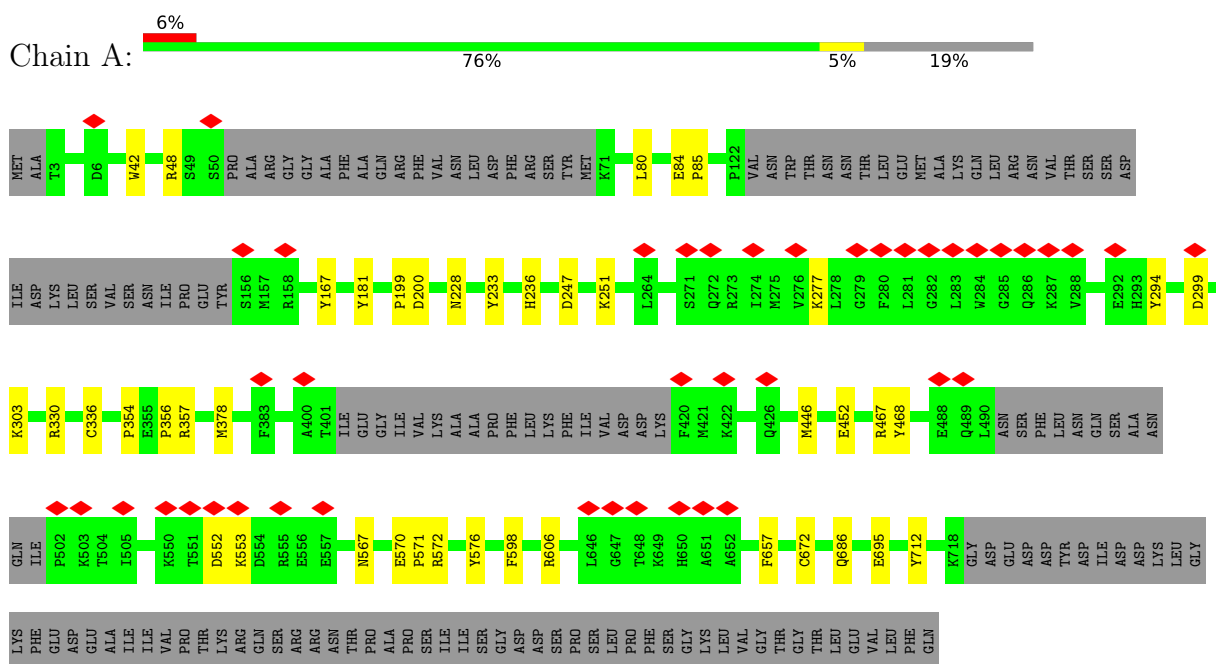 6%
Chain A:
76% 5% 19%
MET ALA T3 D6 W42 R48 S49 S50 PRO ALA ARG GLY GLY ALA PHE ALA GLN ARG PHE VAL ASN LEU ASP PHE ARG SER TYR MET K71 L80 E84 P85 P122 VAL ASN TRP THR ASN ASN THR LEU GLU MET ALA LYS GLN LEU ARG ASN VAL THR SER SER ASP
ILE ASP LYS LEU SER VAL SER ASN ILE PRO GLU TYR S156 M157 R158 Y167 Y181 P199 D200 N228 Y233 H236 D247 K251 L264 S271 Q272 R273 I274 M275 V276 K277 L278 G279 F280 L281 G282 L283 W284 G285 Q286 K287 V288 E292 H293 Y294 D299
K303 R330 C336 P354 E355 P356 R357 M378 F383 A400 T401 ILE GLU GLY ILE VAL LYS ALA ALA PRO PHE LEU LYS PHE ILE VAL ASP ASP LYS F420 M421 K422 Q426 M446 E452 R467 Y468 E488 Q489 L490 ASN SER PHE LEU ASN GLN SER ALA ASN
GLN ILE P502 K503 T504 I505 K550 T551 D552 K553 D554 R555 E556 E557 N567 E570 P571 R572 Y576 F598 R606 L646 G647 T648 K649 H650 A651 A652 F657 C672 Q686 E695 Y712 K718 GLY ASP GLU ASP ASP TYR ASP ILE ASP ASP LYS LEU GLY
LYS PHE GLU ASP GLU ALA ILE ILE VAL PRO THR LYS ARG GLN SER ARG ARG ASN THR PRO ALA PRO SER ILE ILE SER GLY ASP ASP SER PRO SER LEU PRO PHE SER GLY LYS LEU VAL GLY THR GLY THR LEU GLU VAL LEU PHE GLN